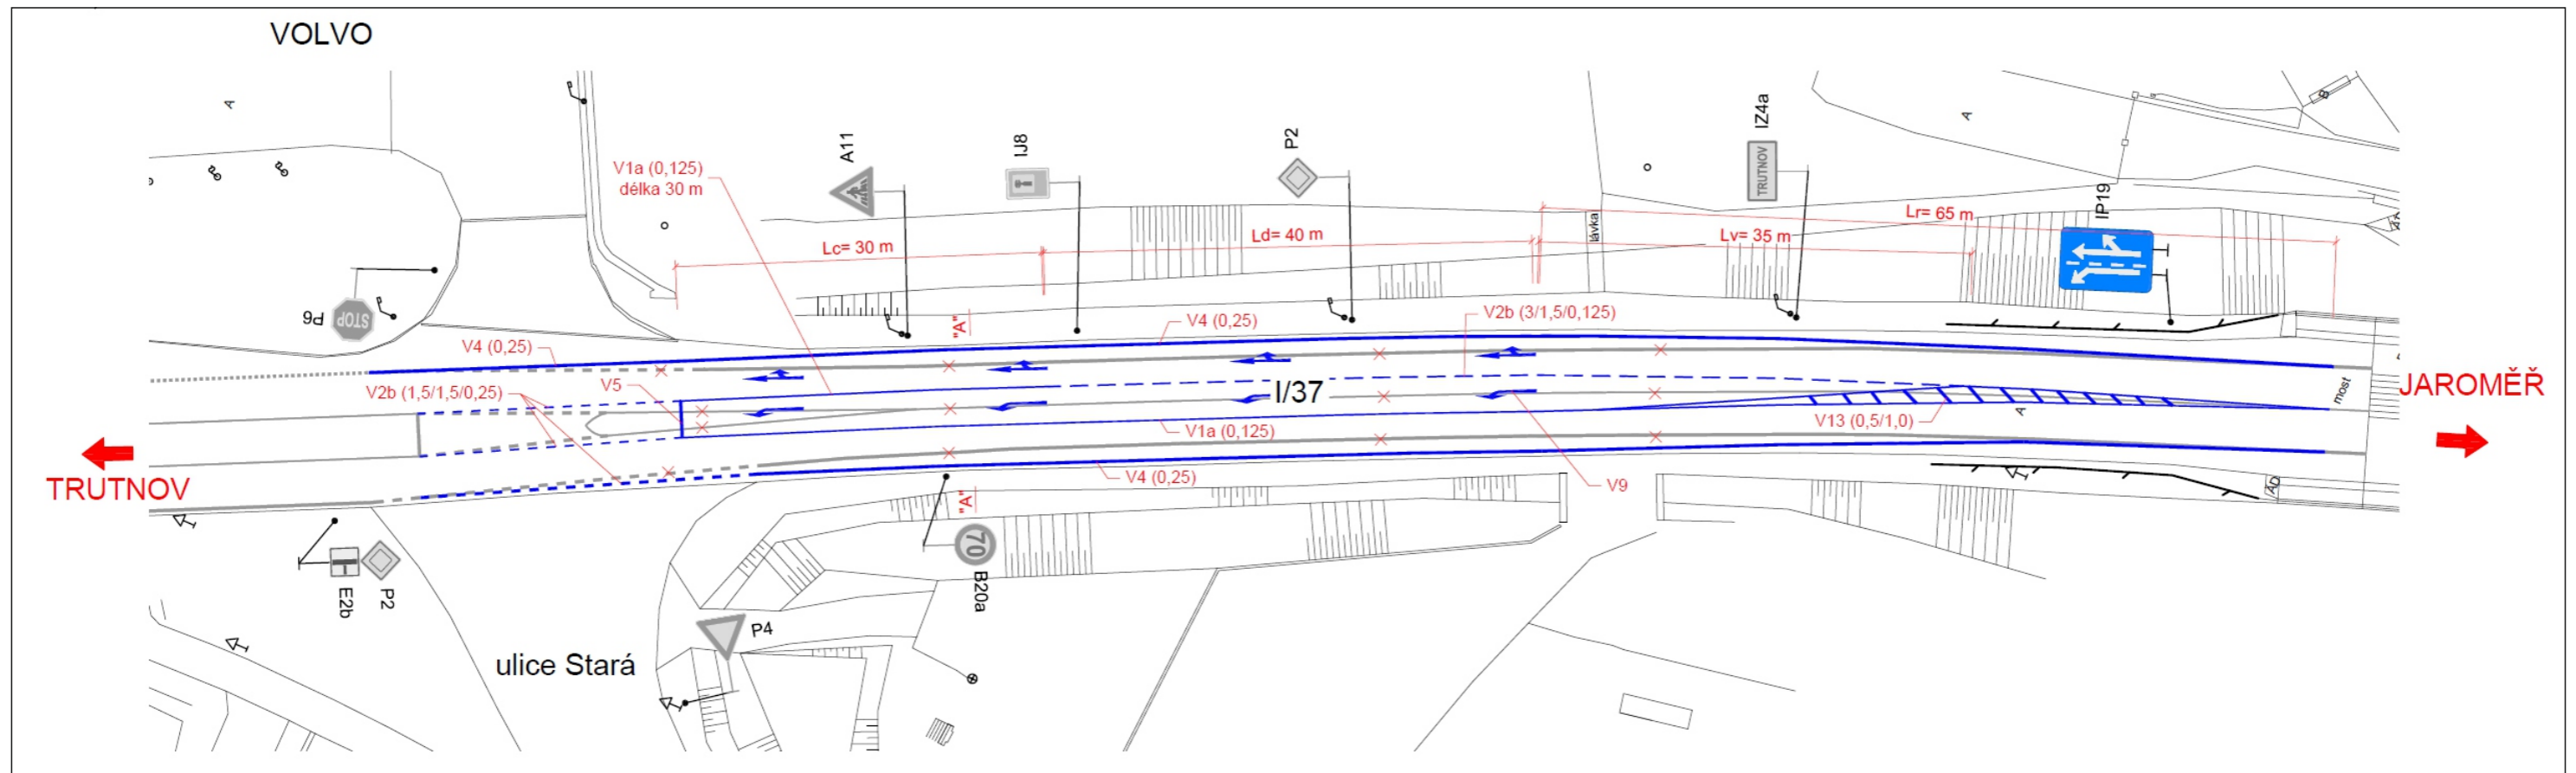 VOLVO
A11
IJ8
P2
IZ4a
TRUTNOV
IP19
V1a (0,125)
délka 30 m
Lc= 30 m
Ld= 40 m
lávka
Lr= 65 m
Lv= 35 m
P6
STOP
"A"
V4 (0,25)
V2b (3/1,5/0,125)
V4 (0,25)
V2b (1,5/1,5/0,25)
V5
I/37
most
JAROMĚŘ
V1a (0,125)
V13 (0,5/1,0)
V4 (0,25)
V9
TRUTNOV
"A"
70
B20a
E2b
P2
P4
ulice Stará